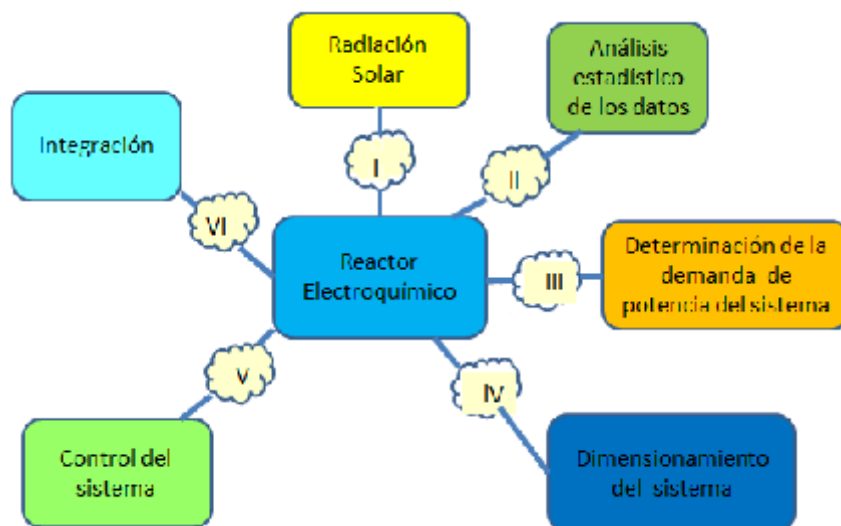 Radiación
Solar
I
Análisis
estadístico
de los datos
II
Determinación de la
demanda de
potencia del sistema
III
Dimensionamiento
del sistema
IV
Control del
sistema
V
Integración
VI
Reactor
Electroquímico